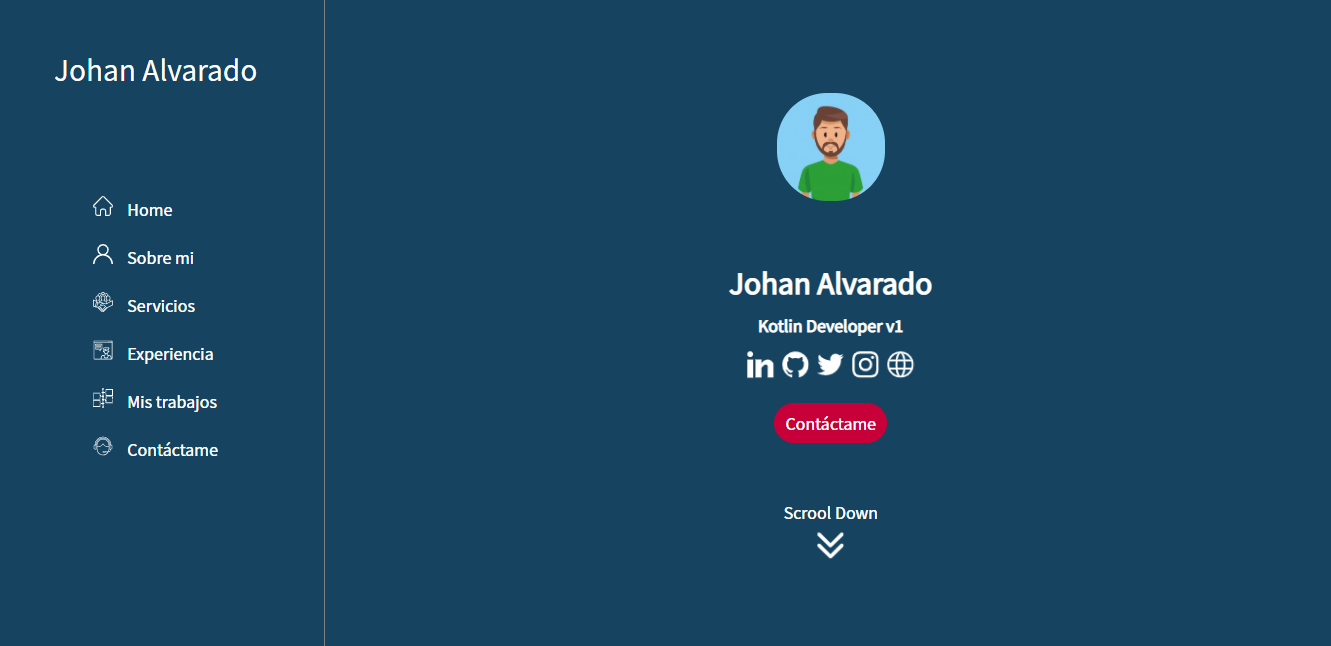 Johan Alvarado
Home
Sobre mi
Servicios
Experiencia
Mis trabajos
Contáctame
Johan Alvarado
Kotlin Developer v1
Contáctame
Scrool Down